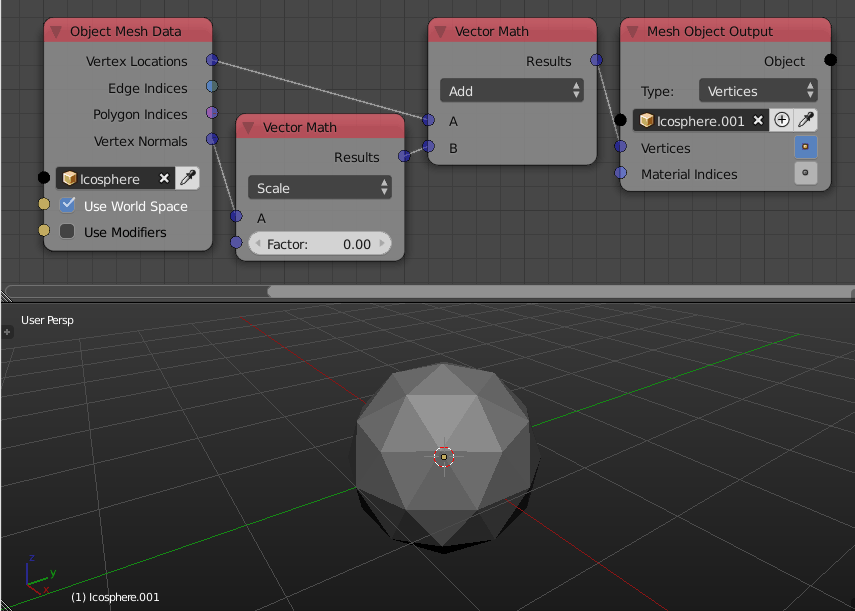 Object Mesh Data
Vertex Locations
Edge Indices
Polygon Indices
Vertex Normals
Icosphere
Use World Space
Use Modifiers
Vector Math
Results
Scale
A
Factor: 0.00
Vector Math
Results
Add
A
B
Mesh Object Output
Object
Type: Vertices
Icosphere.001
Vertices
Material Indices
User Persp
z
y
x
(1) Icosphere.001